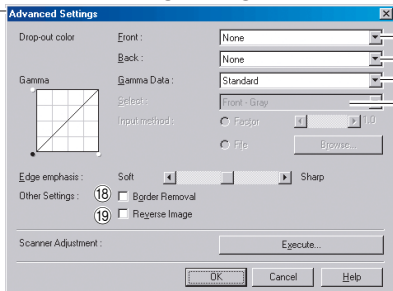 Advanced Settings
Drop-out color Front : None
Back : None
Gamma Gamma Data : Standard
Select : Front - Gray
Input method : Factor 1.0
File Browse...
Edge emphasis : Soft Sharp
Other Settings : 18 Border Removal
19 Reverse Image
Scanner Adjustment : Execute...
OK Cancel Help